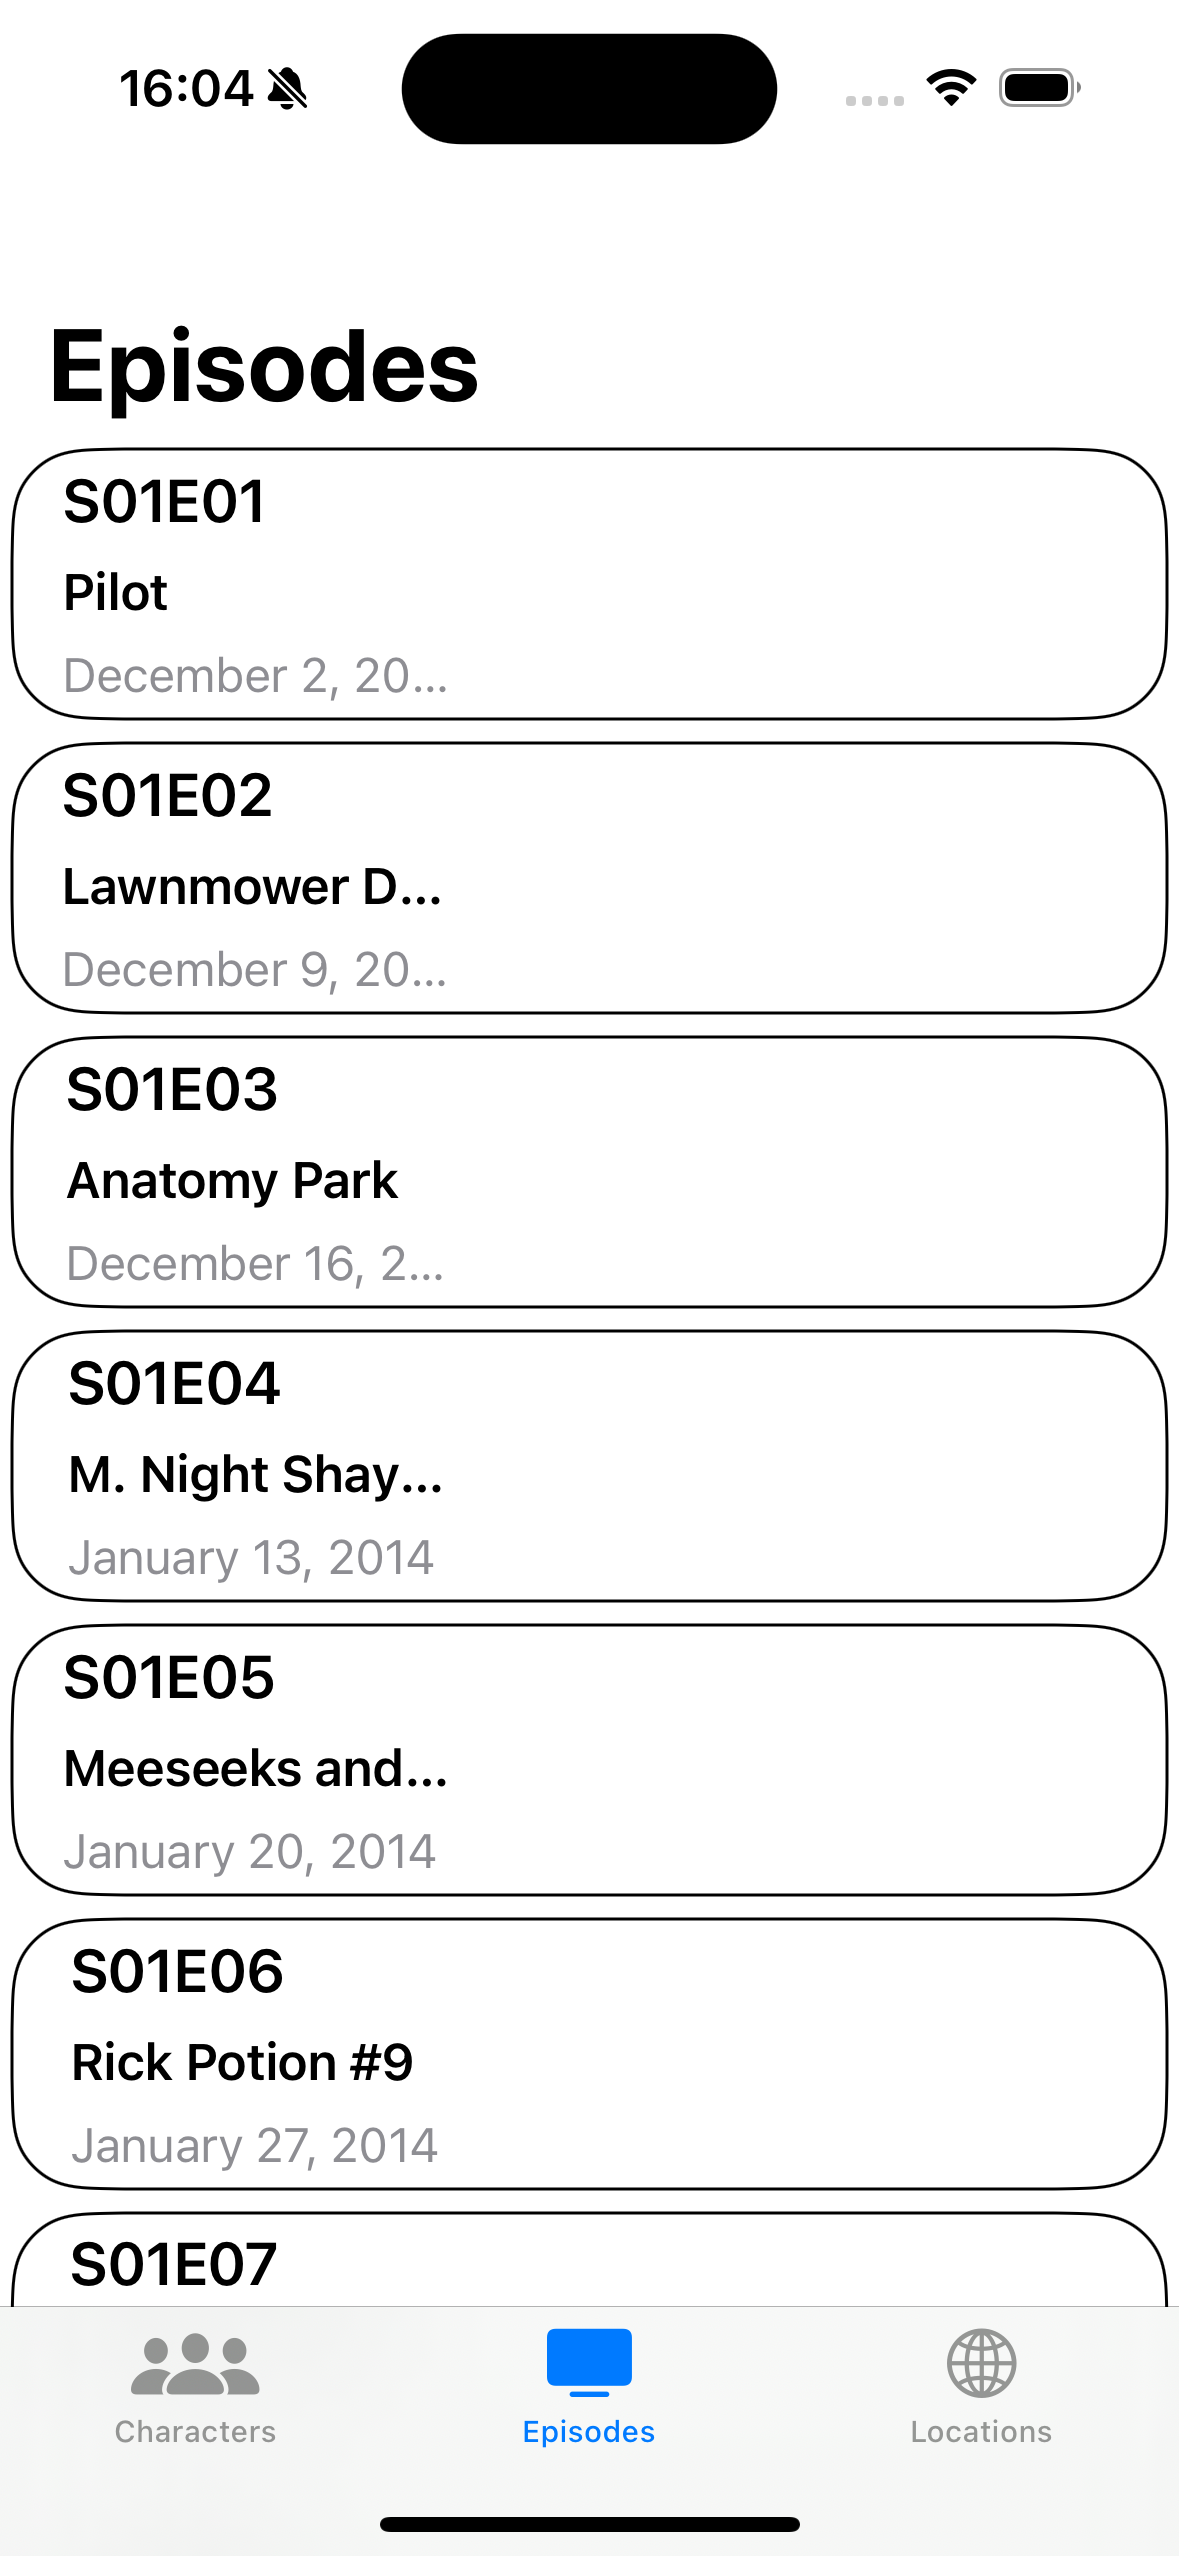 16:04
Episodes
S01E01
Pilot
December 2, 20...
S01E02
Lawnmower D...
December 9, 20...
S01E03
Anatomy Park
December 16, 2...
S01E04
M. Night Shay...
January 13, 2014
S01E05
Meeseeks and...
January 20, 2014
S01E06
Rick Potion #9
January 27, 2014
S01E07
Characters
Episodes
Locations